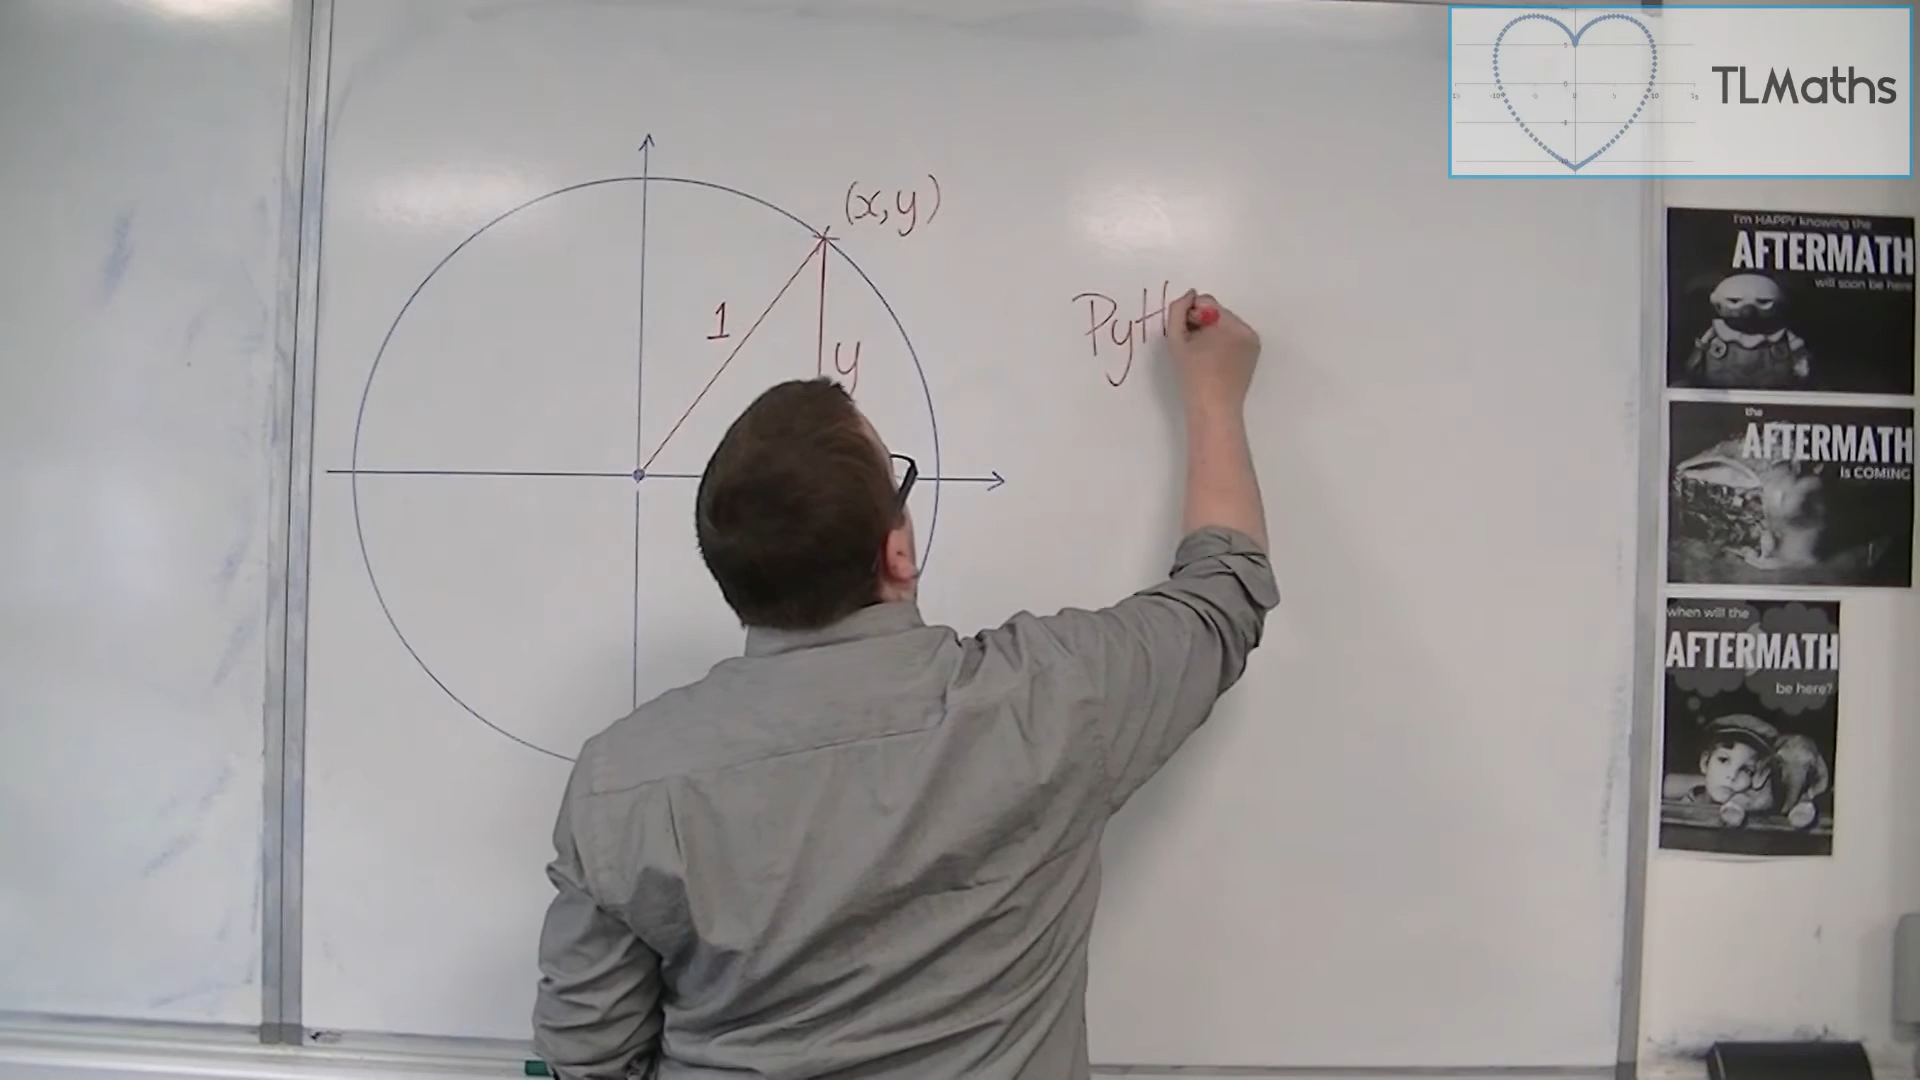 TLMaths
(x, y)
1
y
PyTh
I'm HAPPY knowing the
AFTERMATH
will soon be here
the
AFTERMATH
is COMING
when will the
AFTERMATH
be here?